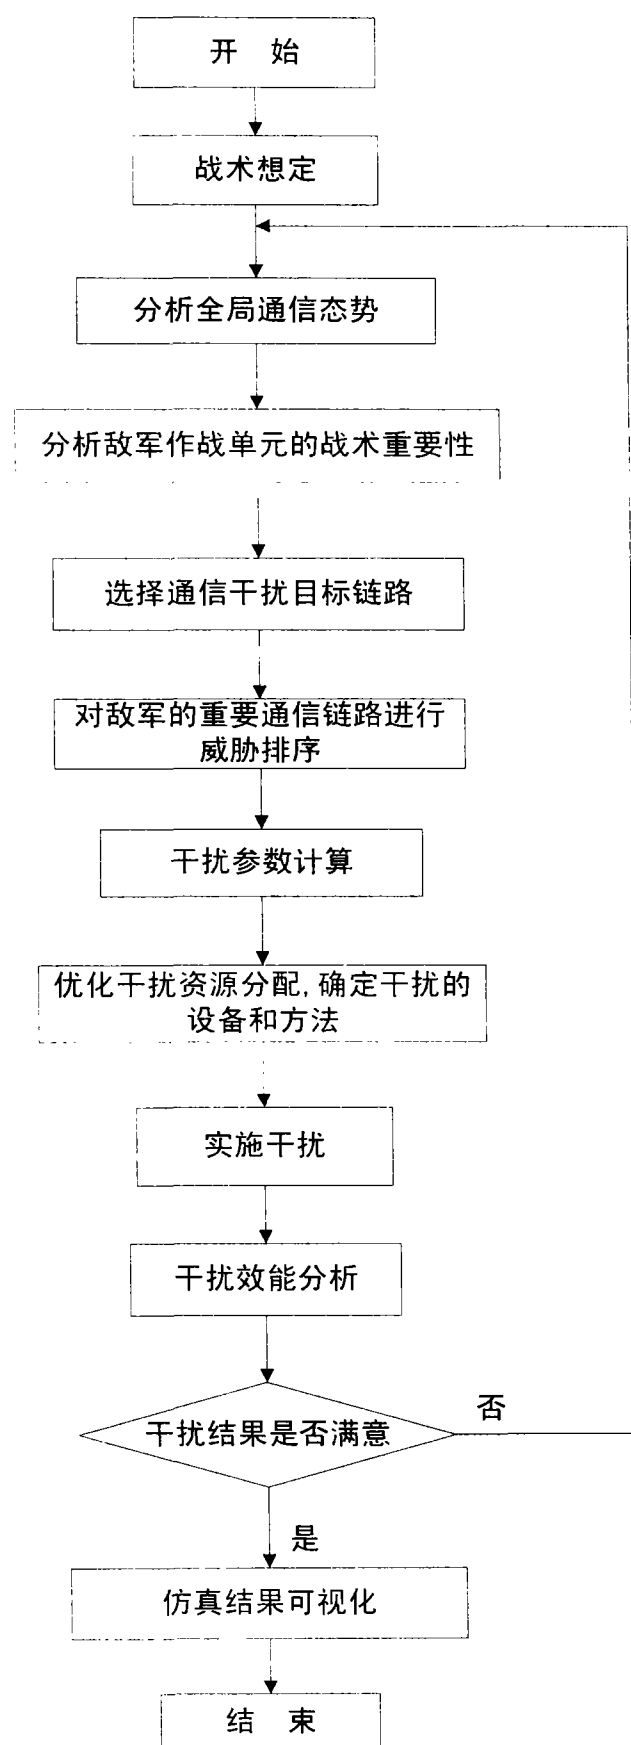 开 始
战术想定
分析全局通信态势
分析敌军作战单元的战术重要性
选择通信干扰目标链路
对敌军的重要通信链路进行
威胁排序
干扰参数计算
优化干扰资源分配,确定干扰的
设备和方法
实施干扰
干扰效能分析
干扰结果是否满意
否
是
仿真结果可视化
结 束